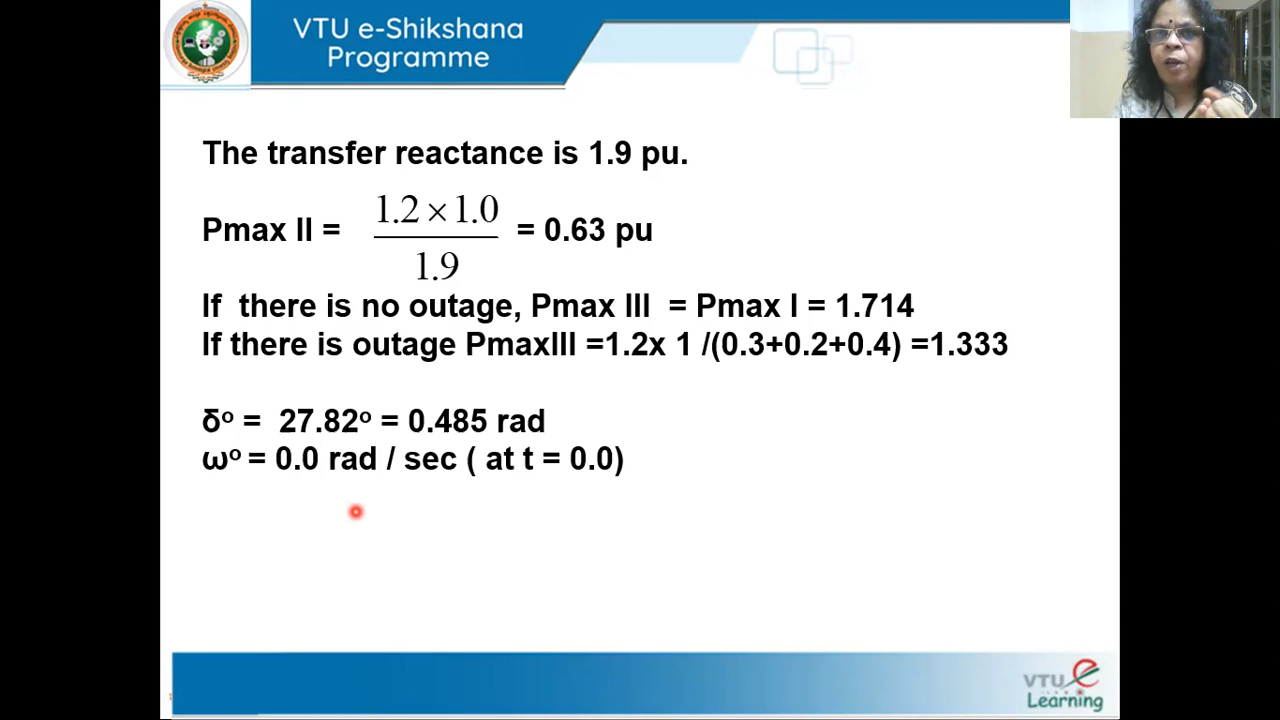 VTU e-Shikshana
Programme
The transfer reactance is 1.9 pu.
Pmax II = 1.2 × 1.0 / 1.9 = 0.63 pu
If there is no outage, Pmax III = Pmax I = 1.714
If there is outage PmaxIII =1.2x 1 /(0.3+0.2+0.4) =1.333
δᵒ = 27.82ᵒ = 0.485 rad
ωᵒ = 0.0 rad / sec ( at t = 0.0)
VTU e
Learning